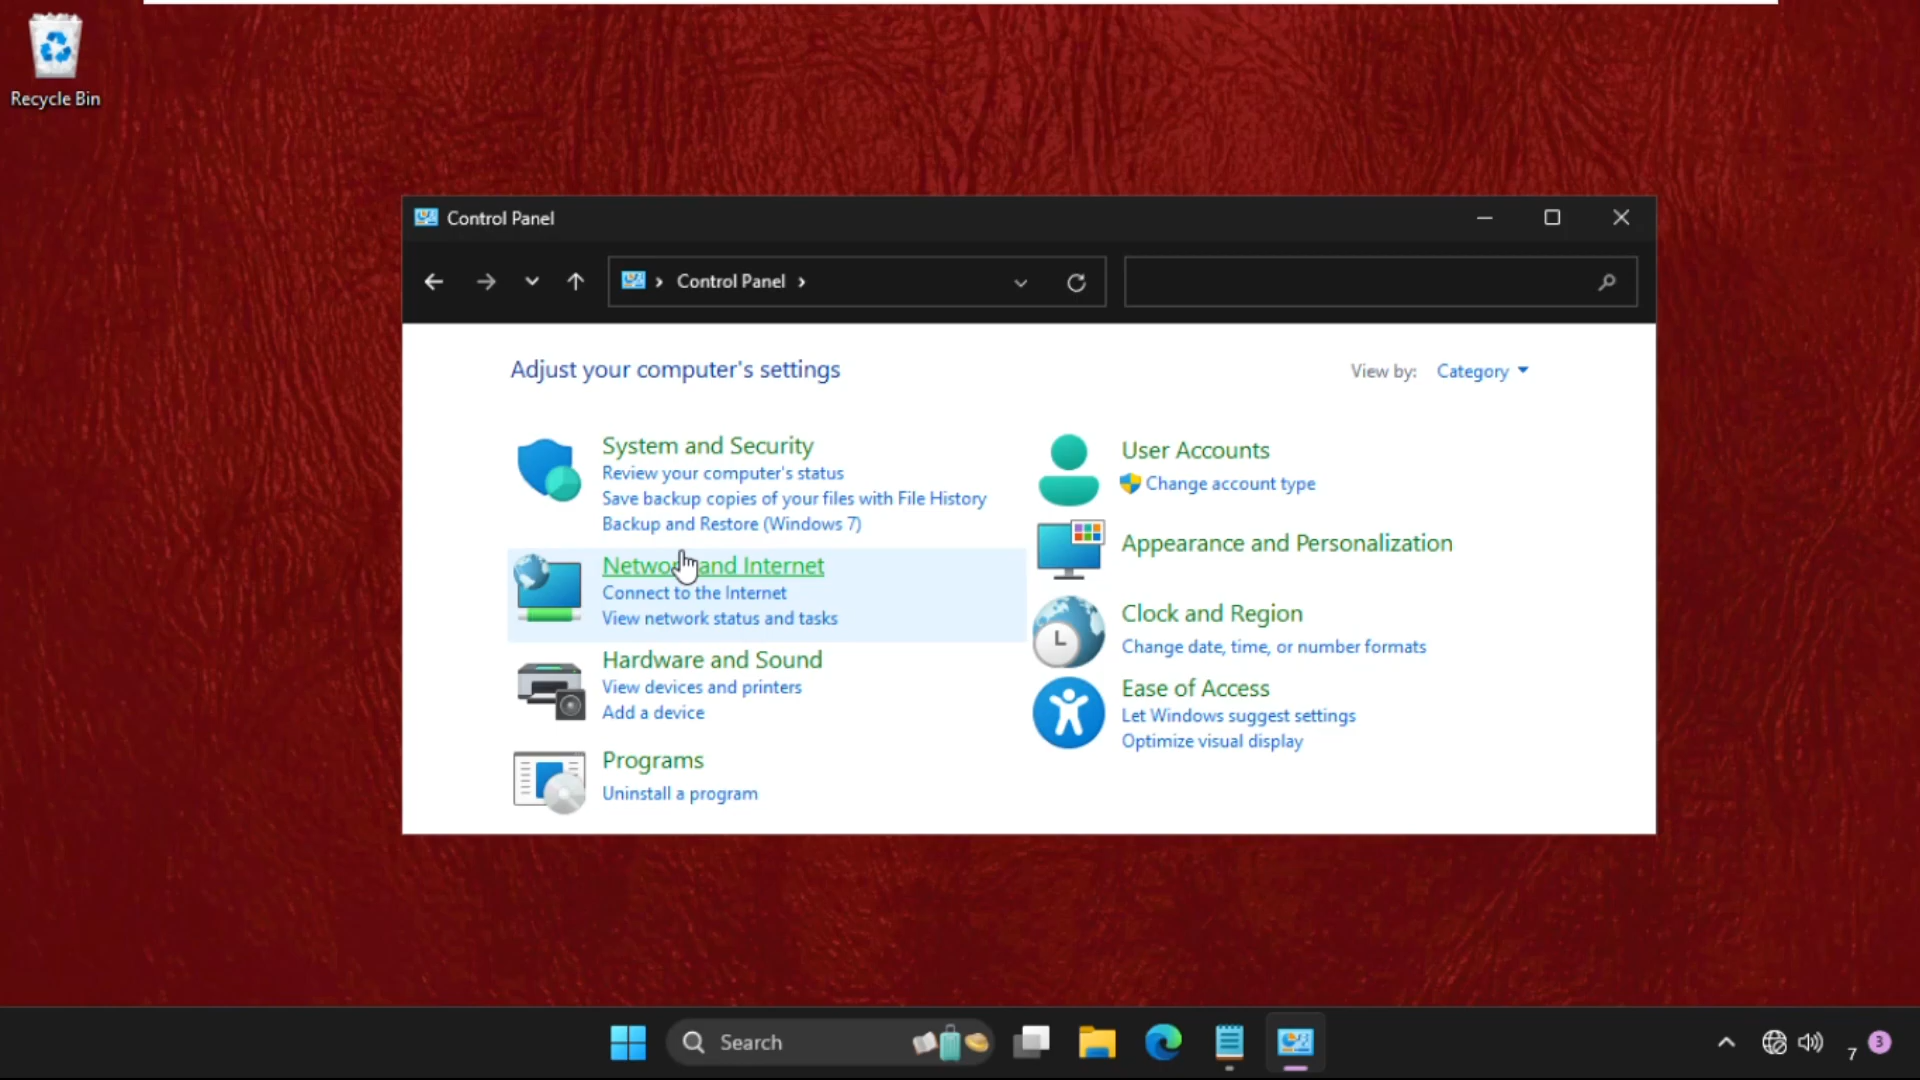 Recycle Bin
Control Panel
Control Panel
Adjust your computer's settings
View by: Category
System and Security
Review your computer's status
Save backup copies of your files with File History
Backup and Restore (Windows 7)
Network and Internet
Connect to the Internet
View network status and tasks
Hardware and Sound
View devices and printers
Add a device
Programs
Uninstall a program
User Accounts
Change account type
Appearance and Personalization
Clock and Region
Change date, time, or number formats
Ease of Access
Let Windows suggest settings
Optimize visual display
Search
7
3